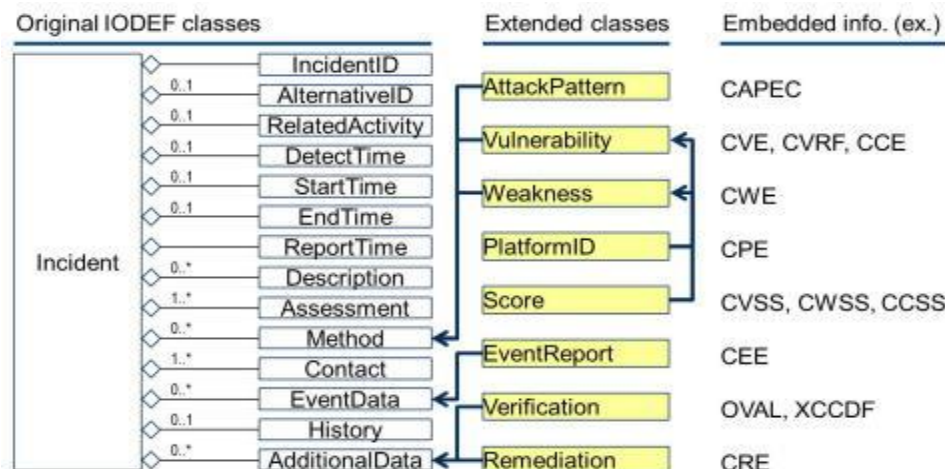 Original IODEF classes
Extended classes
Embedded info. (ex.)
Incident
IncidentID
0..1
AlternativeID
0..1
RelatedActivity
0..1
DetectTime
0..1
StartTime
0..1
EndTime
ReportTime
0..*
Description
1..*
Assessment
0..*
Method
1..*
Contact
0..*
EventData
0..1
History
0..*
AdditionalData
AttackPattern
CAPEC
Vulnerability
CVE, CVRF, CCE
Weakness
CWE
PlatformID
CPE
Score
CVSS, CWSS, CCSS
EventReport
CEE
Verification
OVAL, XCCDF
Remediation
CRE